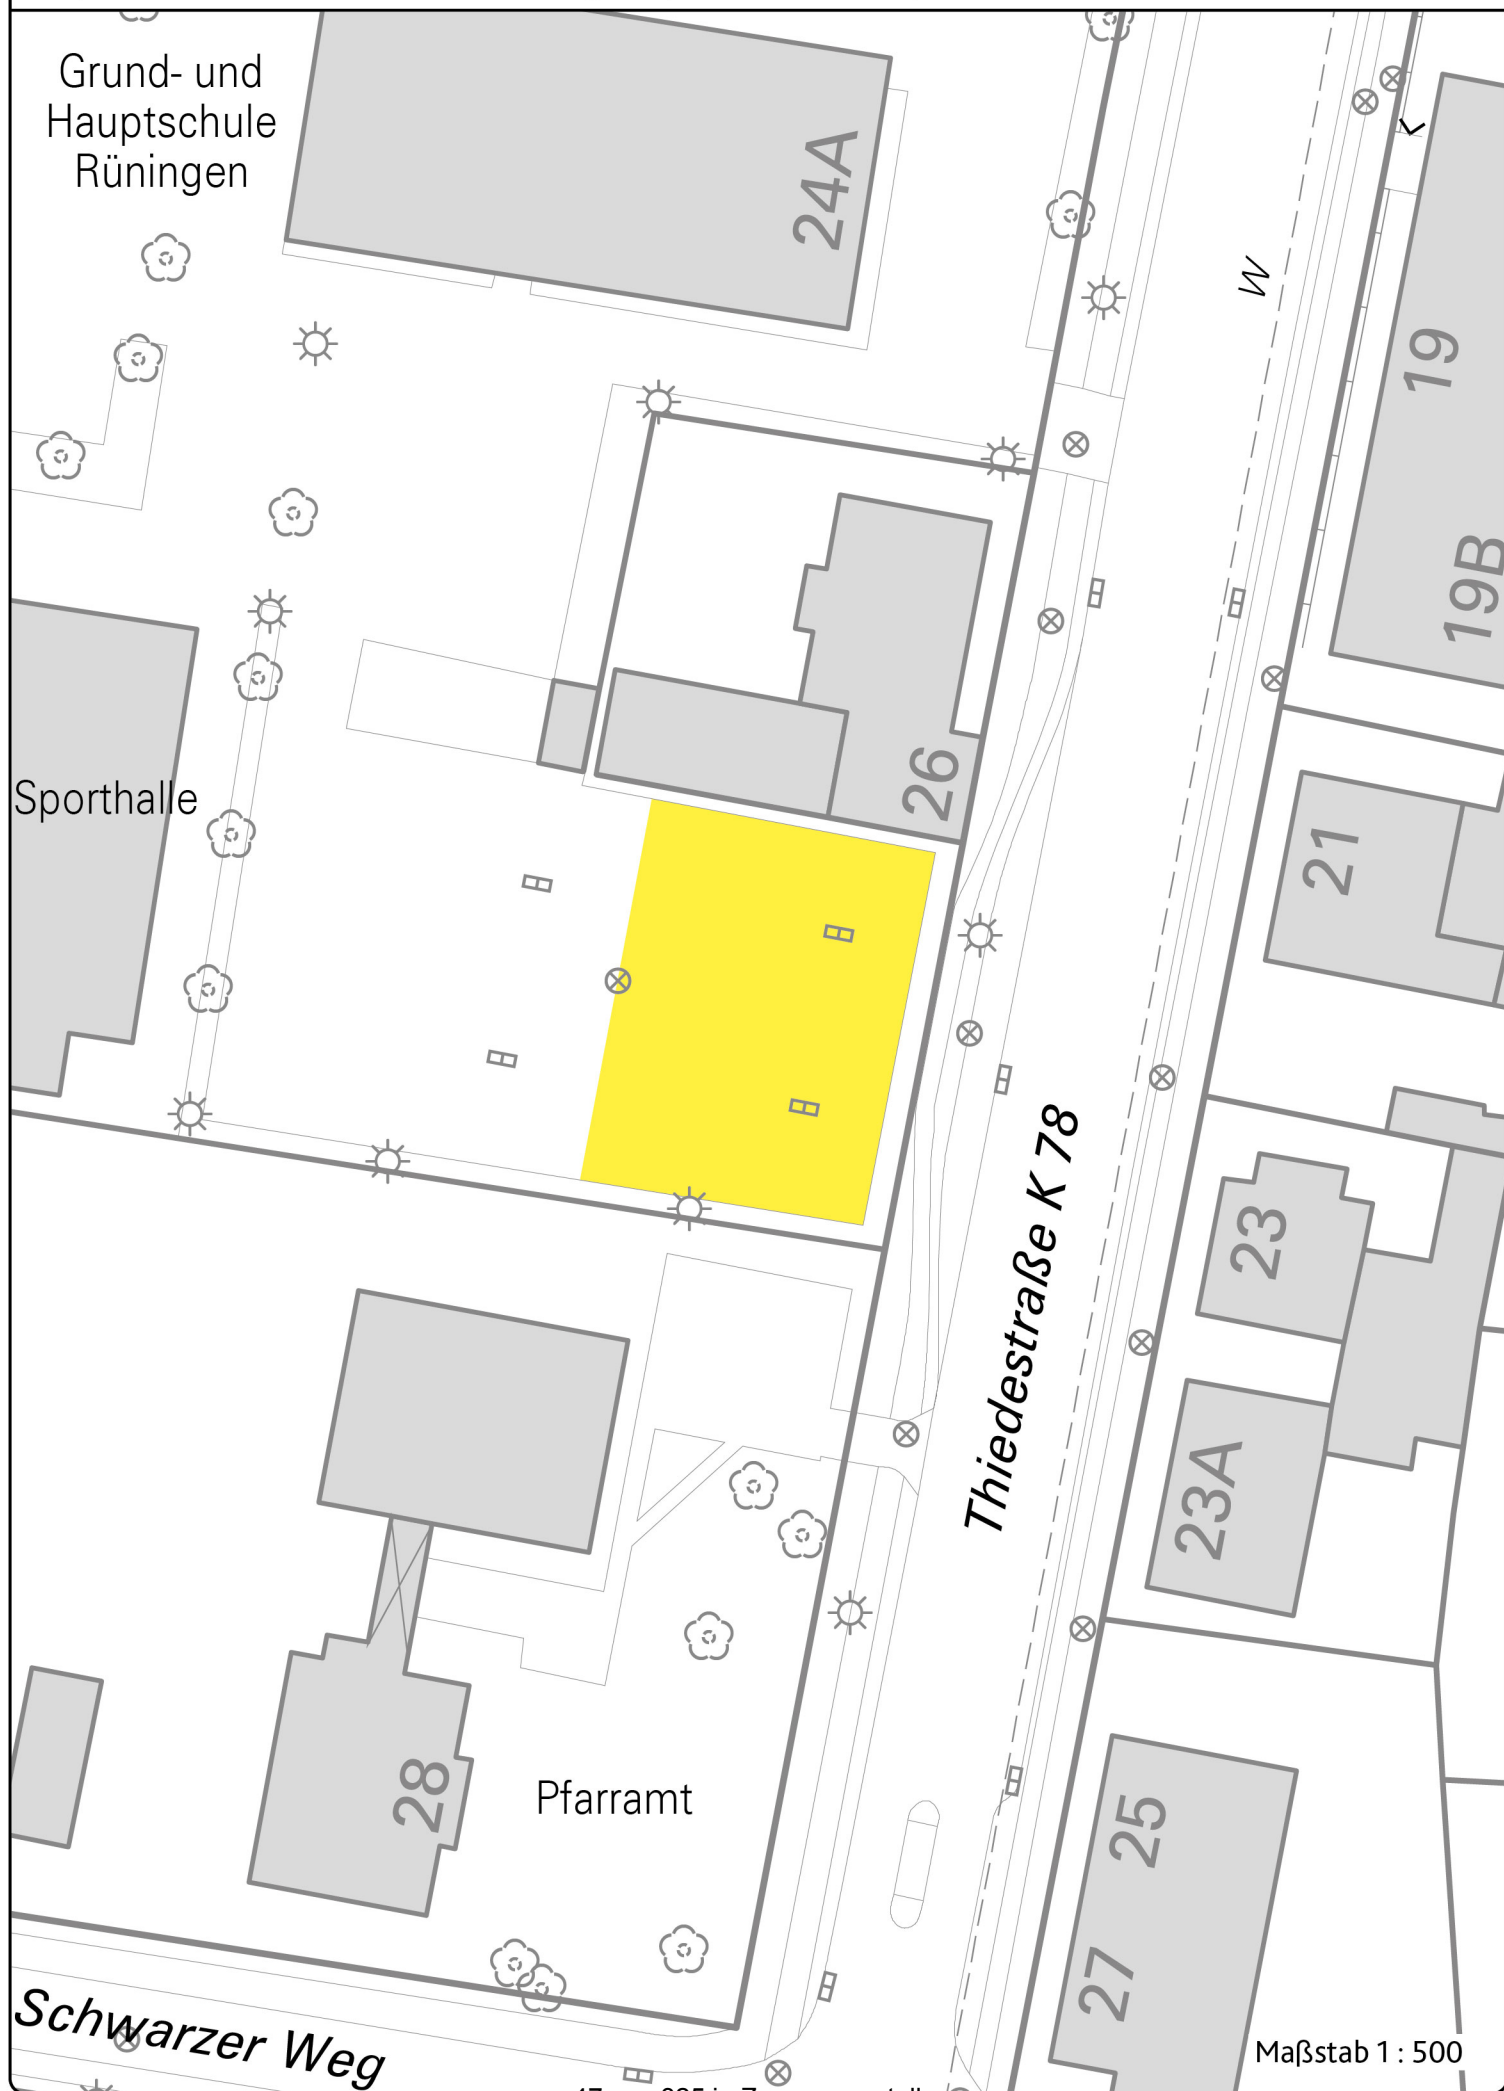 Grund- und
Hauptschule
Rüningen
24A
W
19
19B
Sporthalle
26
21
Thiedestraße K 78
23
23A
28
Pfarramt
25
27
Schwarzer Weg
Maßstab 1 : 500